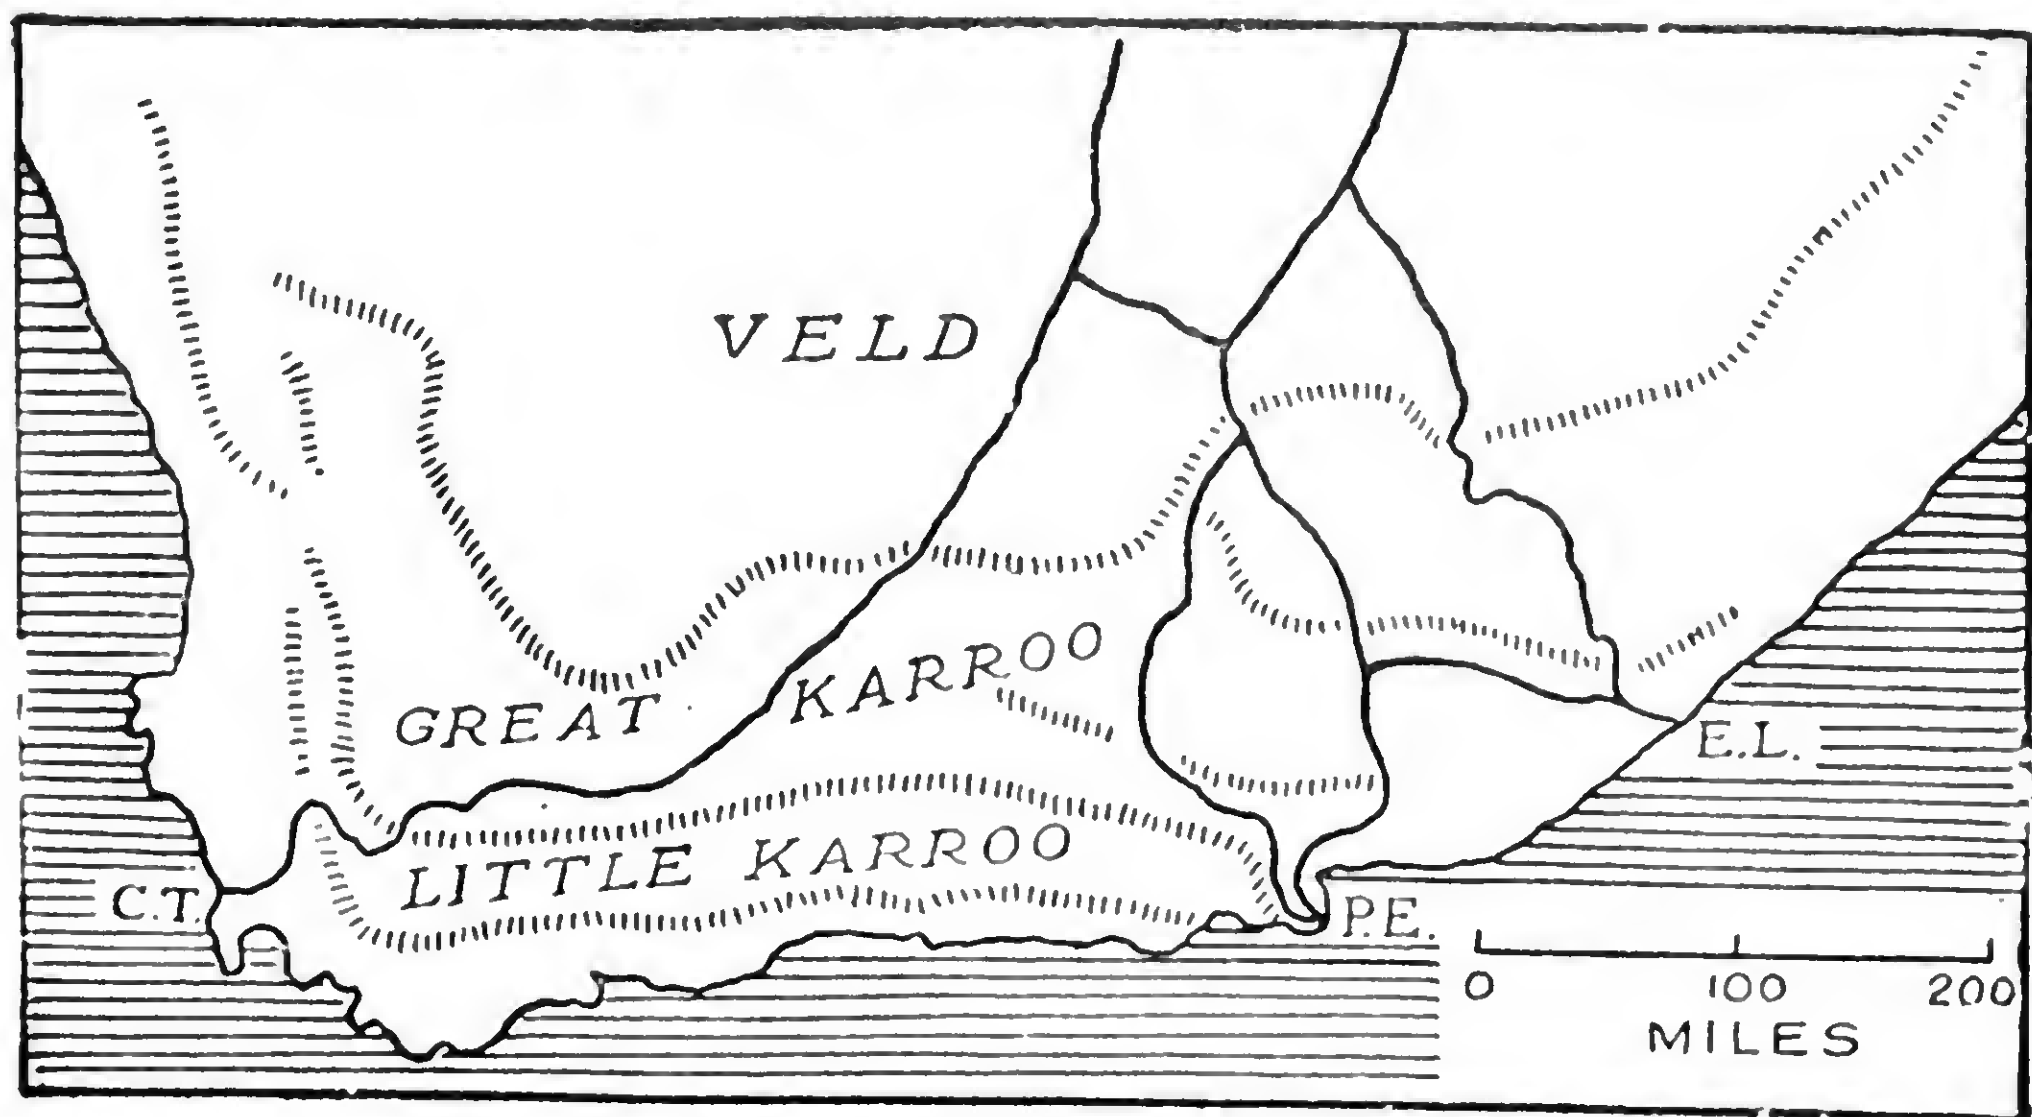 VELD
GREAT KARROO
LITTLE KARROO
C.T.
E.L.
P.E.
0 100 200
MILES